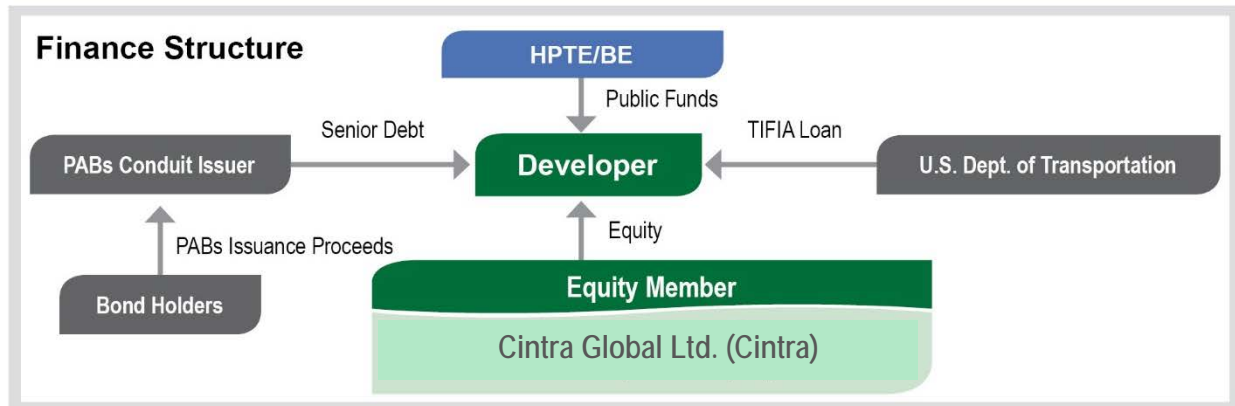 Finance Structure
HPTE/BE
Public Funds
Senior Debt
TIFIA Loan
PABs Conduit Issuer
Developer
U.S. Dept. of Transportation
PABs Issuance Proceeds
Equity
Bond Holders
Equity Member
Cintra Global Ltd. (Cintra)